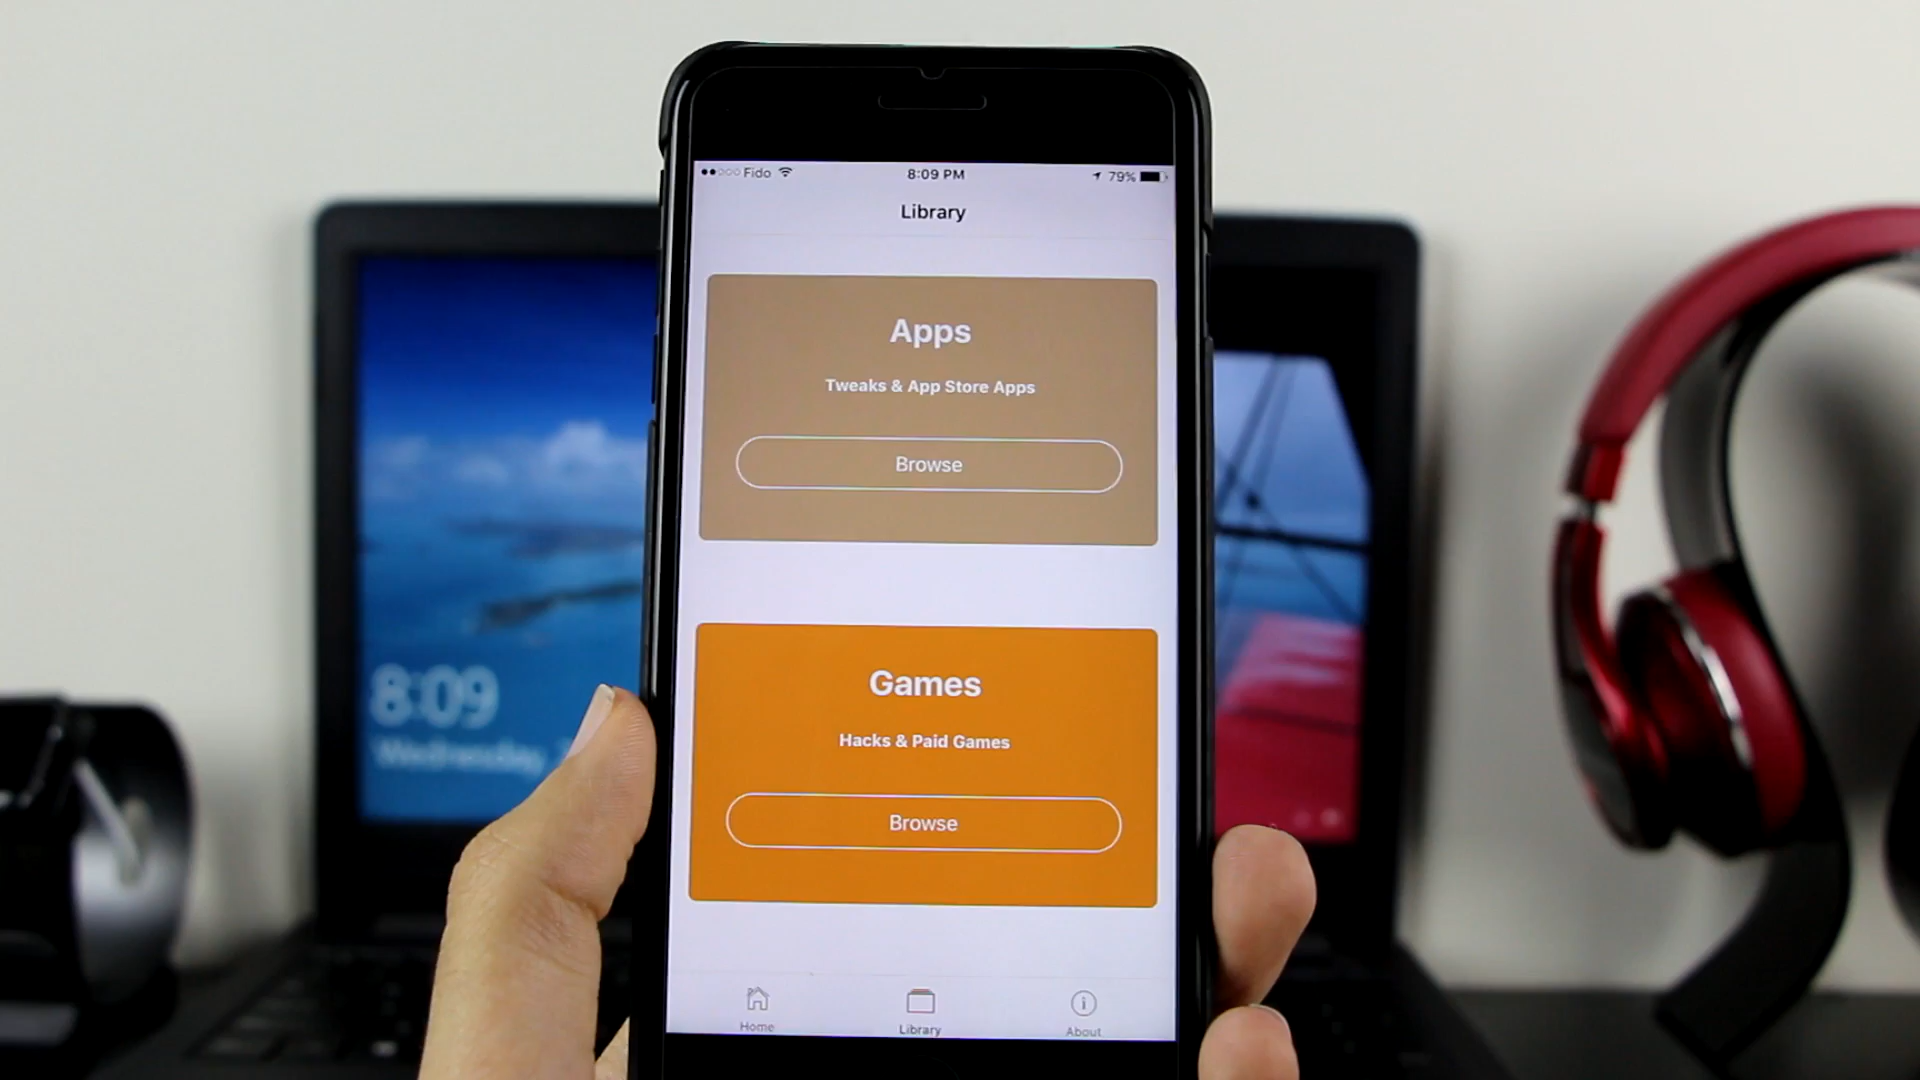 Fido 8:09 PM 79%
Library
Apps
Tweaks & App Store Apps
Browse
Games
Hacks & Paid Games
Browse
Home Library About
8:09
Wednesday,